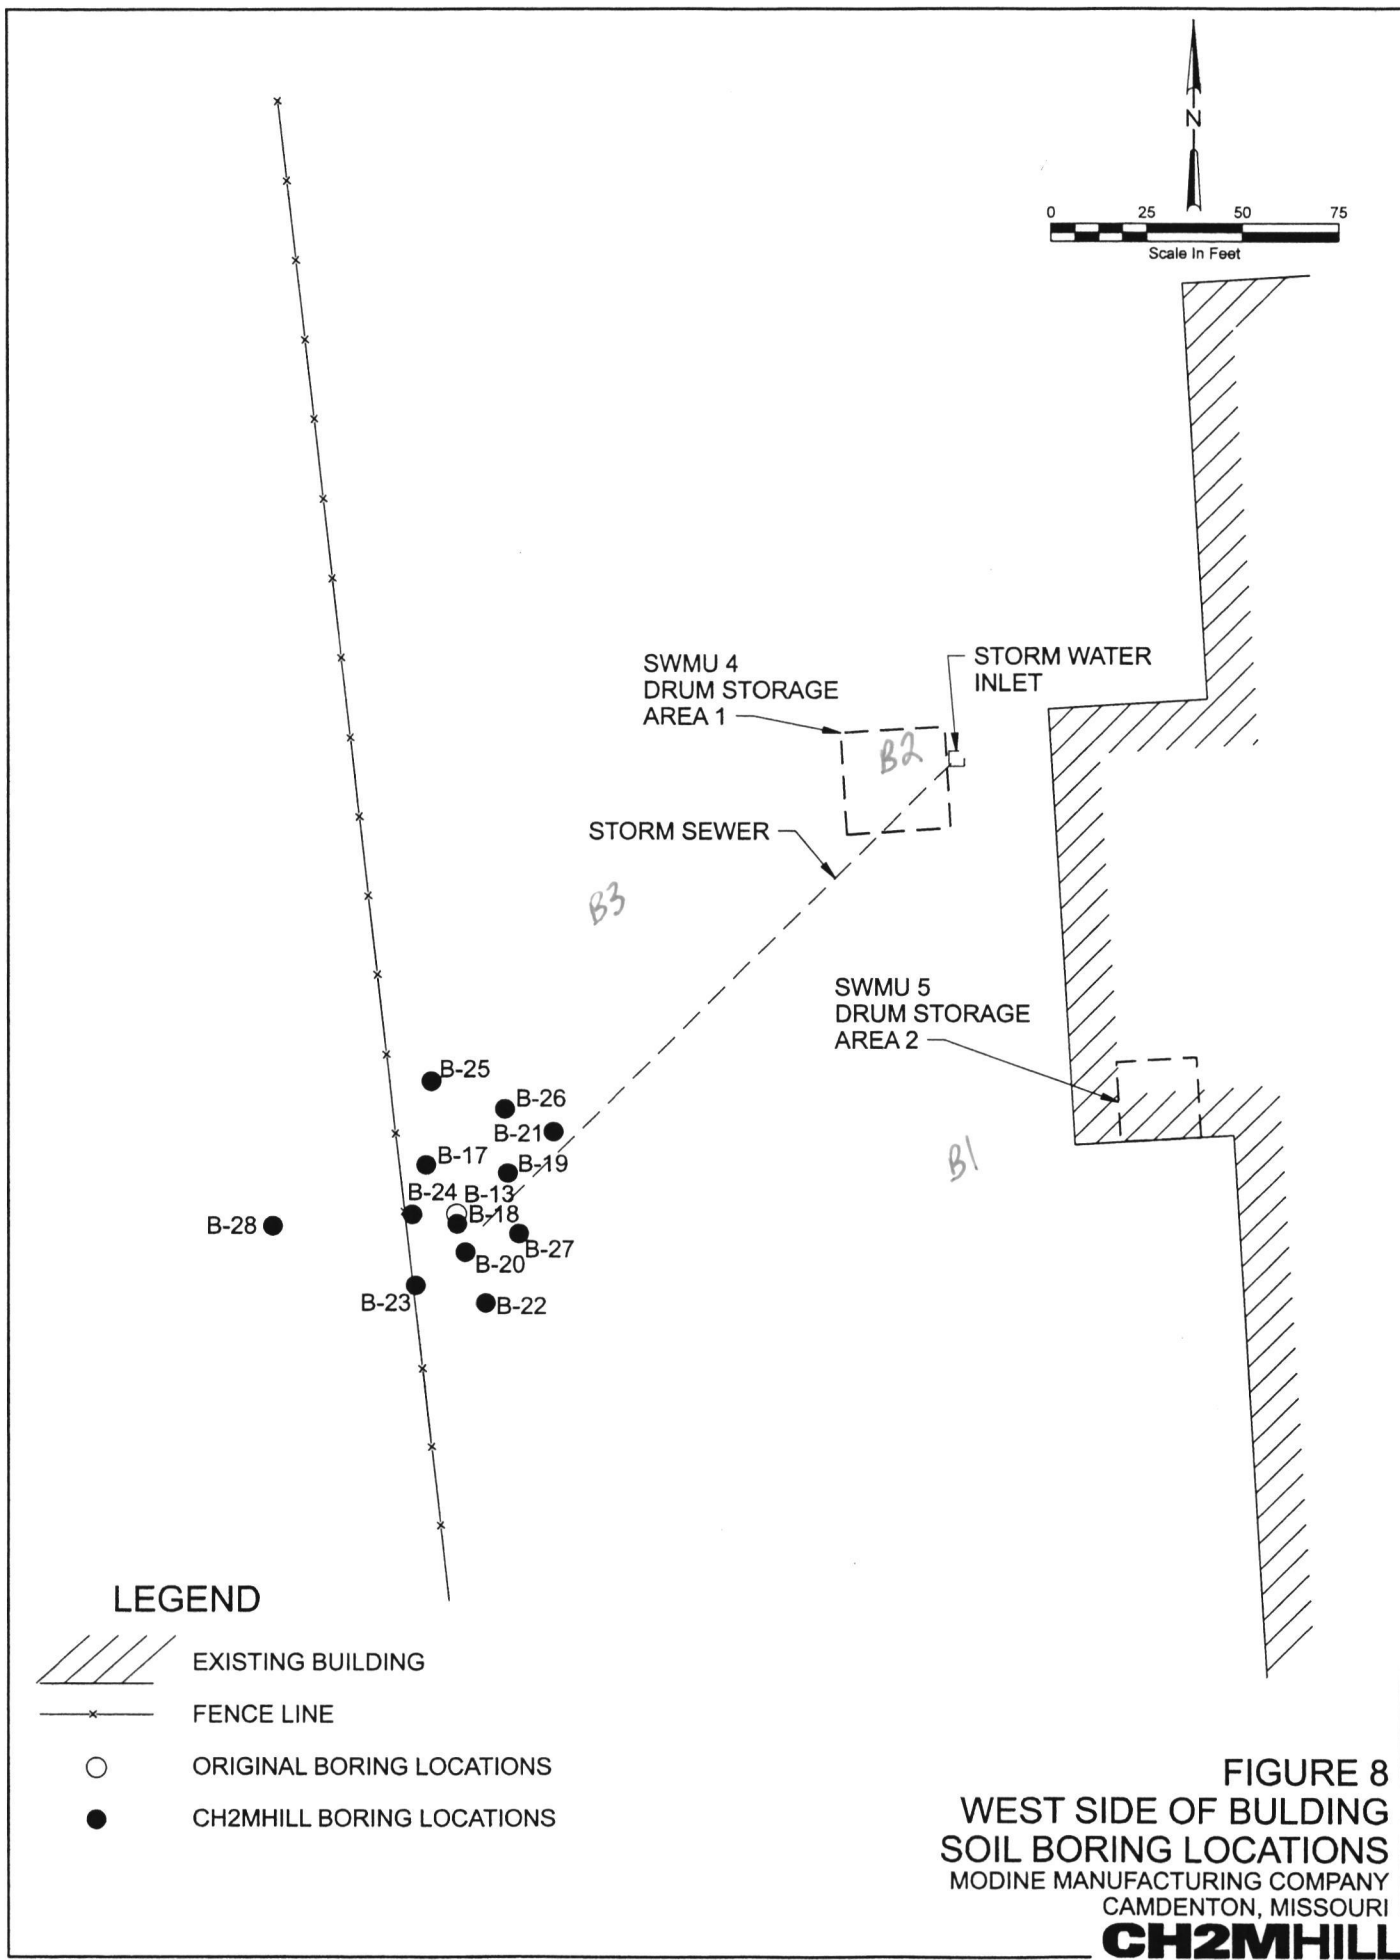 N
0 25 50 75
Scale In Feet
SWMU 4
DRUM STORAGE
AREA 1
STORM WATER
INLET
B2
STORM SEWER
B3
SWMU 5
DRUM STORAGE
AREA 2
B1
B-25
B-26
B-21
B-17
B-19
B-24
B-13
B-18
B-28
B-27
B-20
B-23
B-22
LEGEND
EXISTING BUILDING
FENCE LINE
ORIGINAL BORING LOCATIONS
CH2MHILL BORING LOCATIONS
FIGURE 8
WEST SIDE OF BULDING
SOIL BORING LOCATIONS
MODINE MANUFACTURING COMPANY
CAMDENTON, MISSOURI
CH2MHILL